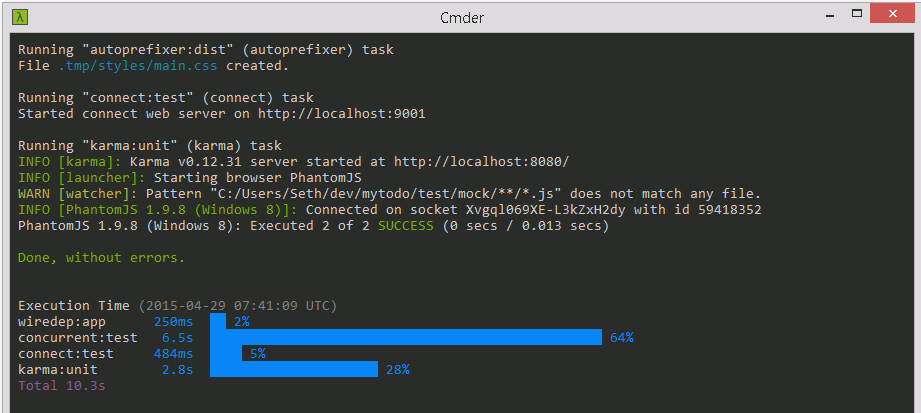 λ
Cmder
Running "autoprefixer:dist" (autoprefixer) task
File .tmp/styles/main.css created.
Running "connect:test" (connect) task
Started connect web server on http://localhost:9001
Running "karma:unit" (karma) task
INFO [karma]: Karma v0.12.31 server started at http://localhost:8080/
INFO [launcher]: Starting browser PhantomJS
WARN [watcher]: Pattern "C:/Users/Seth/dev/mytodo/test/mock/**/*.js" does not match any file.
INFO [PhantomJS 1.9.8 (Windows 8)]: Connected on socket Xvgql069XE-L3kZxH2dy with id 59418352
PhantomJS 1.9.8 (Windows 8): Executed 2 of 2 SUCCESS (0 secs / 0.013 secs)
Done, without errors.
Execution Time (2015-04-29 07:41:09 UTC)
wiredep:app 250ms 2%
concurrent:test 6.5s 64%
connect:test 484ms 5%
karma:unit 2.8s 28%
Total 10.3s